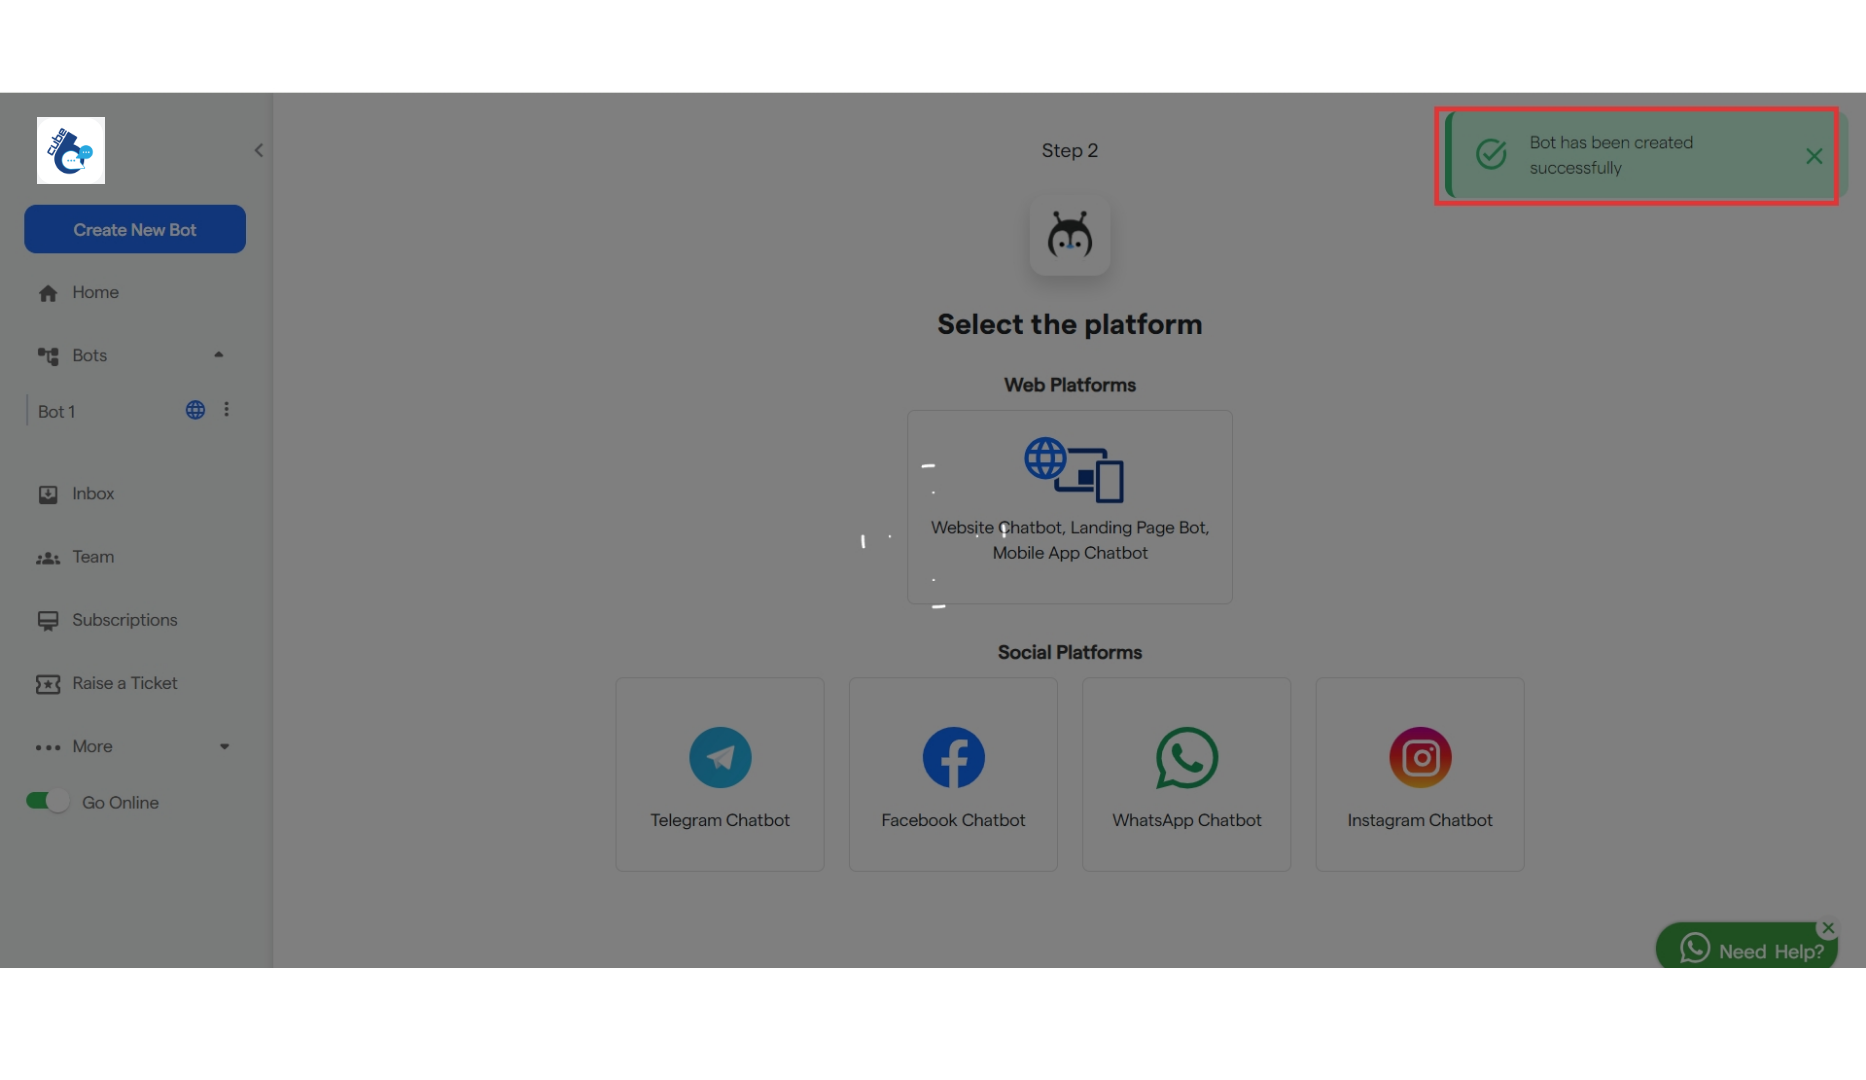 cube
Create New Bot
Home
Bots
Bot 1
Inbox
Team
Subscriptions
Raise a Ticket
More
Go Online
Step 2
Select the platform
Web Platforms
Website Chatbot, Landing Page Bot,
Mobile App Chatbot
Social Platforms
Telegram Chatbot
Facebook Chatbot
WhatsApp Chatbot
Instagram Chatbot
Bot has been created
successfully
Need Help?